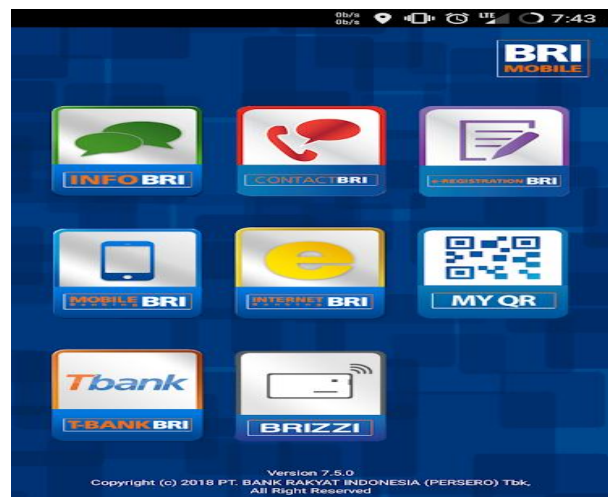 0b/s
0b/s
LTE
7:43
BRI
MOBILE
INFO BRI
CONTACT BRI
e-REGISTRATION BRI
MOBILE BANKING BRI
e
INTERNET BANKING BRI
MY QR
Tbank
T-BANK BRI
BRIZZI
Version 7.5.0
Copyright (c) 2018 PT. BANK RAKYAT INDONESIA (PERSERO) Tbk,
All Right Reserved